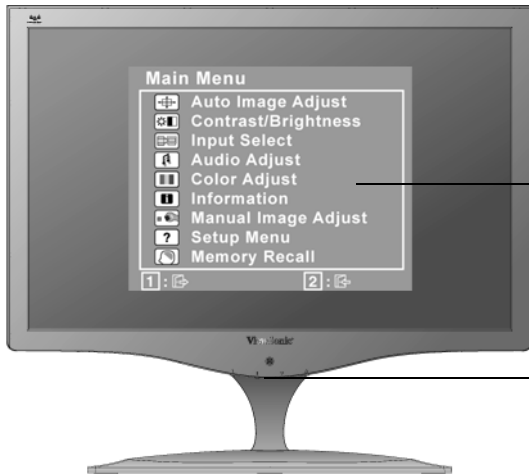 Main Menu
Auto Image Adjust
Contrast/Brightness
Input Select
Audio Adjust
Color Adjust
Information
Manual Image Adjust
Setup Menu
Memory Recall
1 : 2 :
ViewSonic